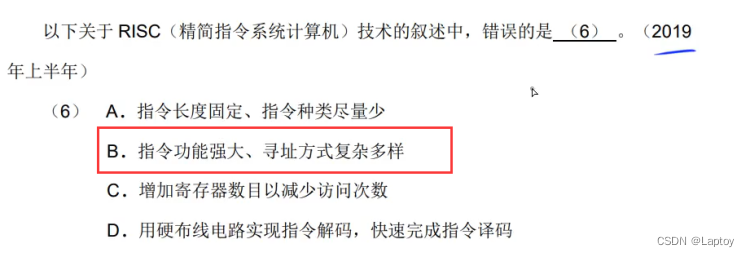 以下关于 RISC（精简指令系统计算机）技术的叙述中，错误的是 （6） 。（2019
年上半年）
（6） A．指令长度固定、指令种类尽量少
B．指令功能强大、寻址方式复杂多样
C．增加寄存器数目以减少访问次数
D．用硬布线电路实现指令解码，快速完成指令译码
CSDN @Laptoy